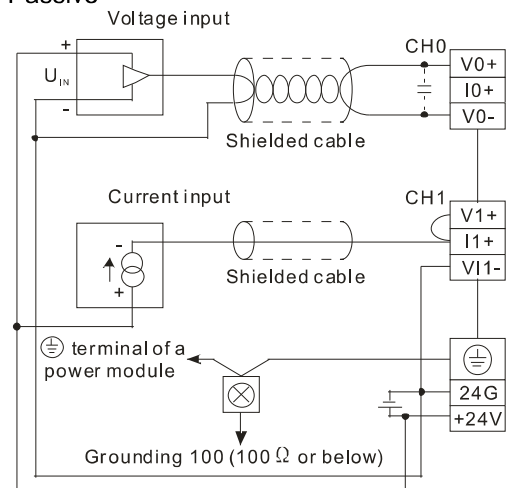 Passive
Voltage input
+
U IN
-
CH0
V0+
I0+
V0-
Shielded cable
Current input
CH1
V1+
I1+
VI1-
-
+
Shielded cable
terminal of a
power module
24G
+24V
Grounding 100 (100 Ω or below)